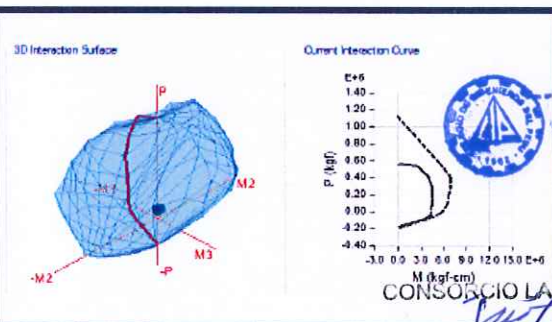 3D Interaction Surface
P
M2
M3
-P
-M2
Current Interaction Curve
E+6
1.40
1.20
1.00
0.80
0.60
0.40
0.20
0.00
-0.20
-0.40
P (kgf)
-3.0 0.0 3.0 6.0 9.0 12.0 15.0 E+6
M (kgf-cm)
CONSORCIO LA